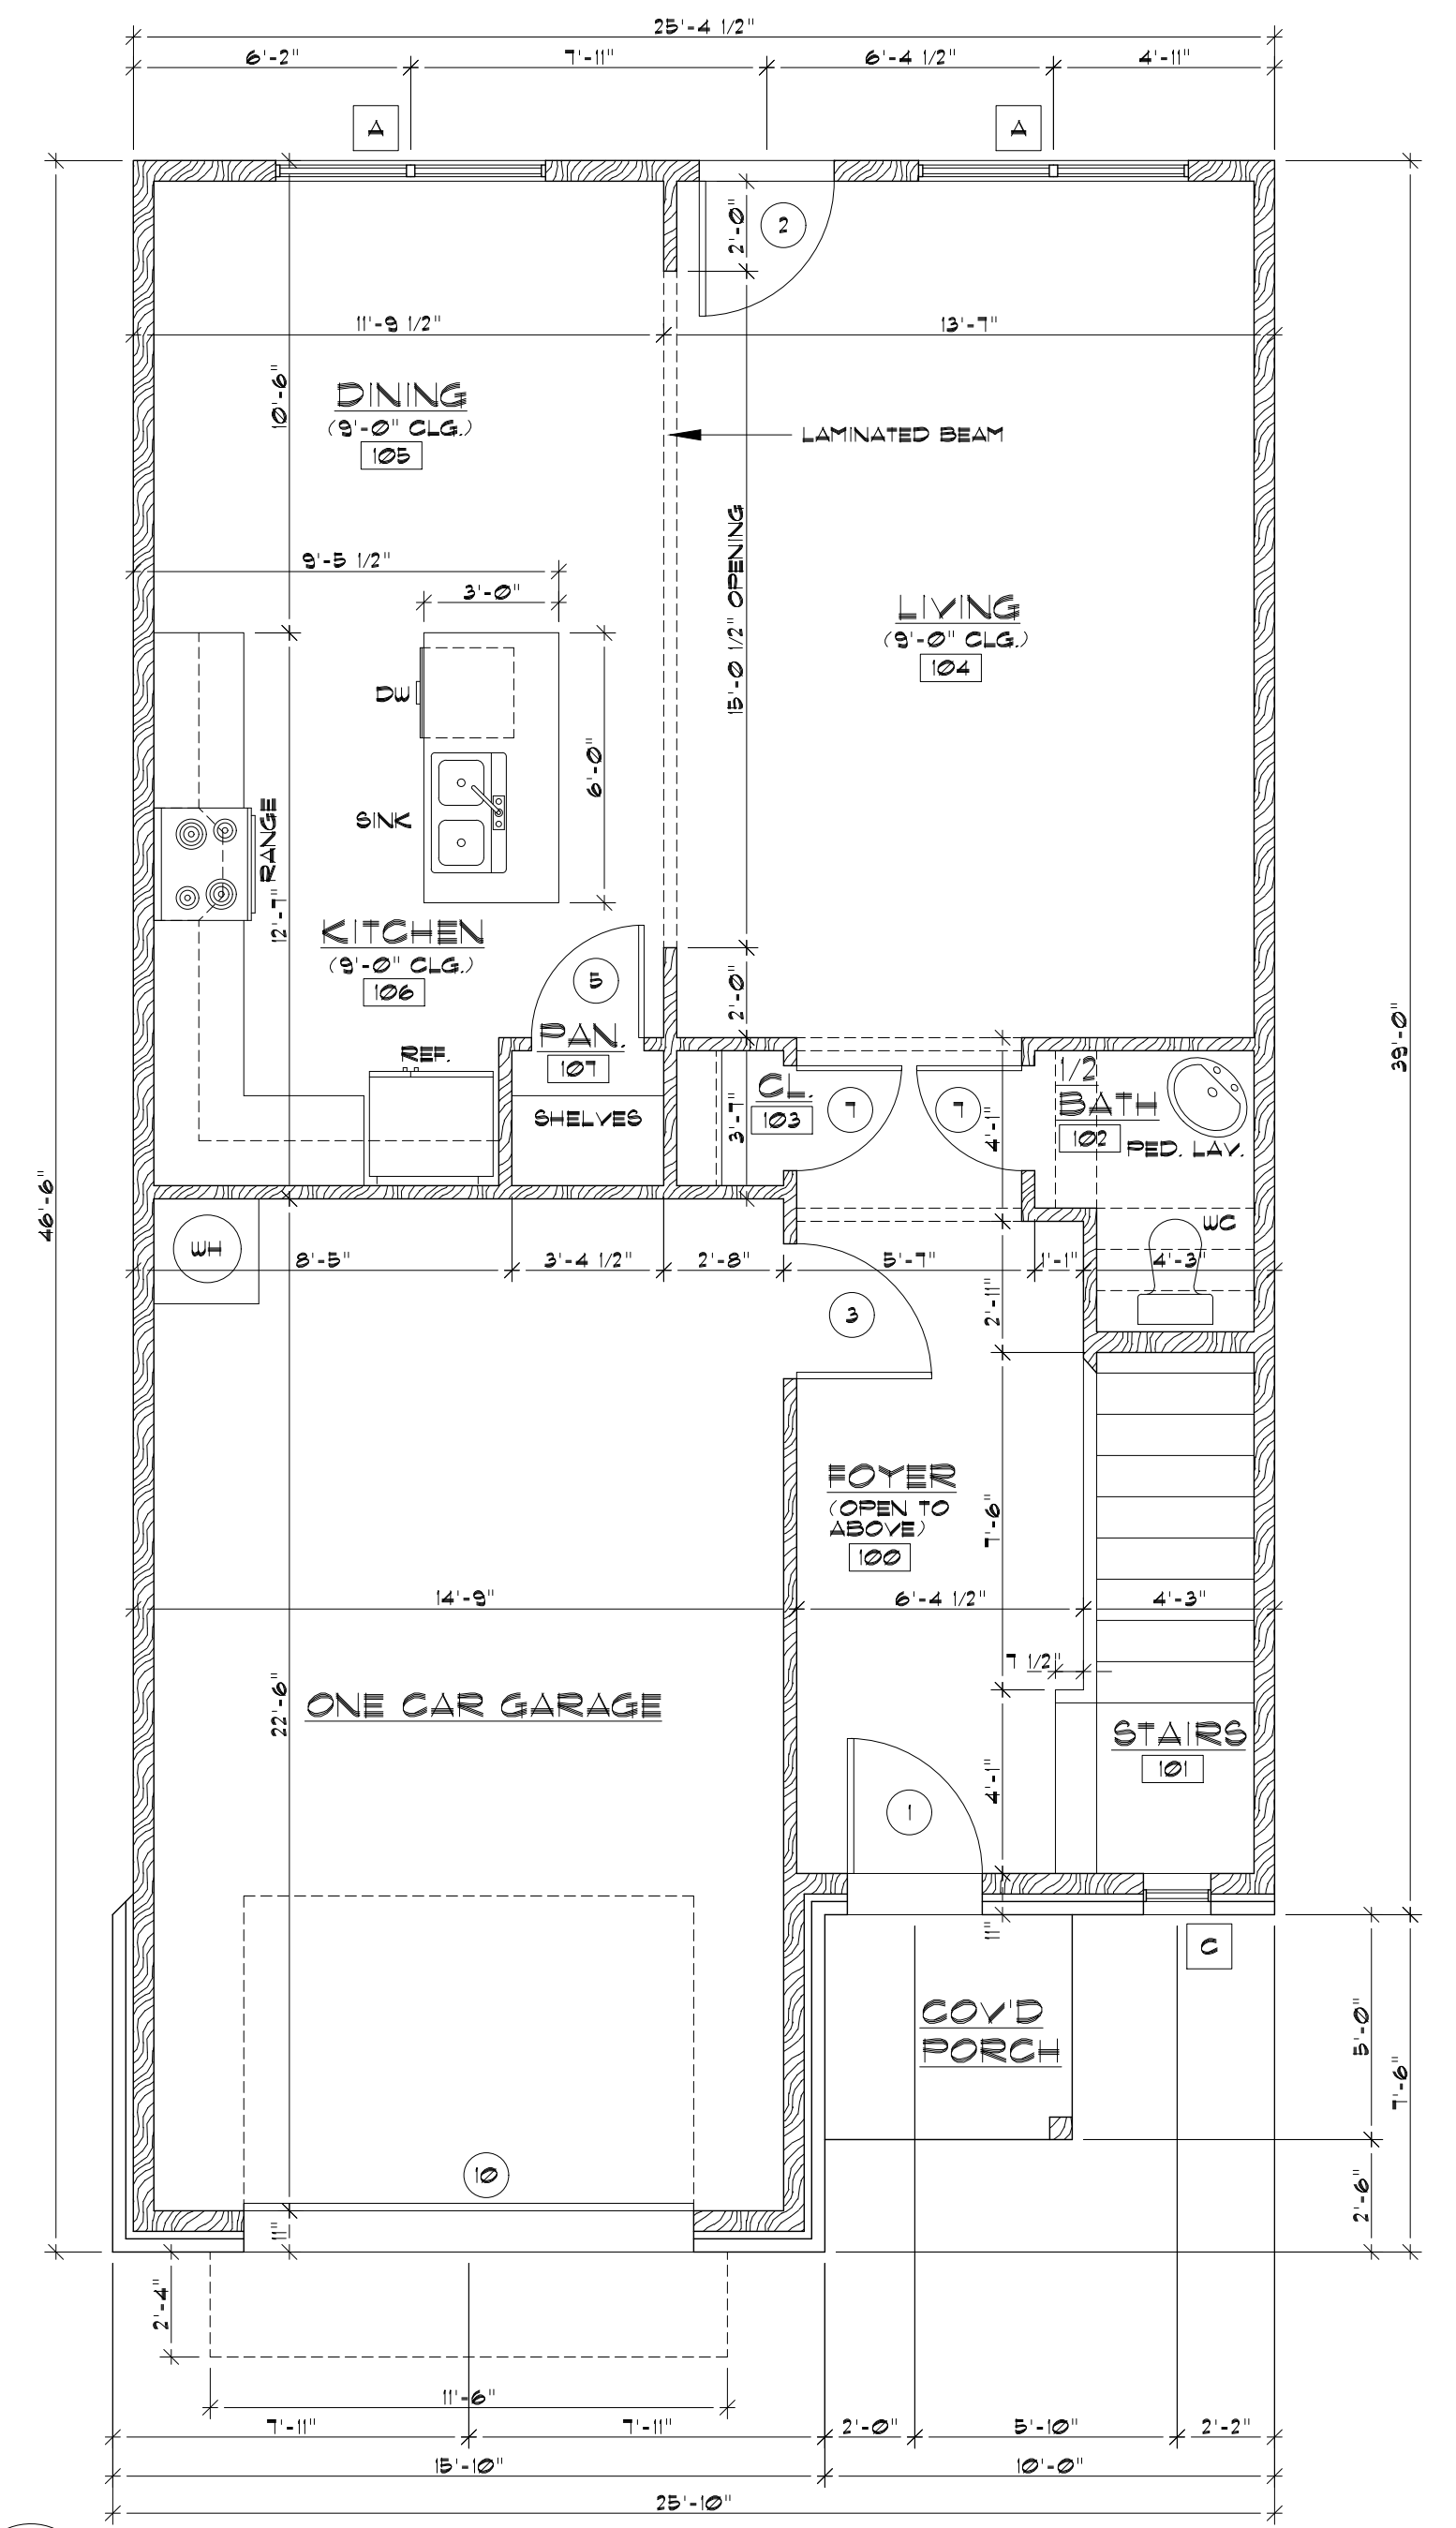 25'-4 1/2"
6'-2"
7'-11"
6'-4 1/2"
4'-11"
A
A
2
2'-0"
11'-9 1/2"
13'-7"
10'-6"
DINING
(9'-0" CLG.)
105
LAMINATED BEAM
15'-0 1/2" OPENING
9'-5 1/2"
3'-0"
LIVING
(9'-0" CLG.)
104
DW
6'-0"
SINK
RANGE
12'-7"
KITCHEN
(9'-0" CLG.)
106
5
2'-0"
39'-0"
PAN.
107
REF.
SHELVES
CL.
103
3'-7"
7
7
4'-1"
1/2
BATH
102
PED. LAV.
46'-6"
WC
WH
8'-5"
3'-4 1/2"
2'-8"
5'-7"
1'-1"
4'-3"
3
2'-11"
FOYER
(OPEN TO
ABOVE)
100
7'-6"
14'-9"
6'-4 1/2"
4'-3"
7 1/2"
22'-6"
ONE CAR GARAGE
STAIRS
101
4'-1"
1
11"
C
COV'D
PORCH
5'-0"
7'-6"
10
2'-6"
11"
2'-4"
11'-6"
7'-11"
7'-11"
2'-0"
5'-10"
2'-2"
15'-10"
10'-0"
25'-10"